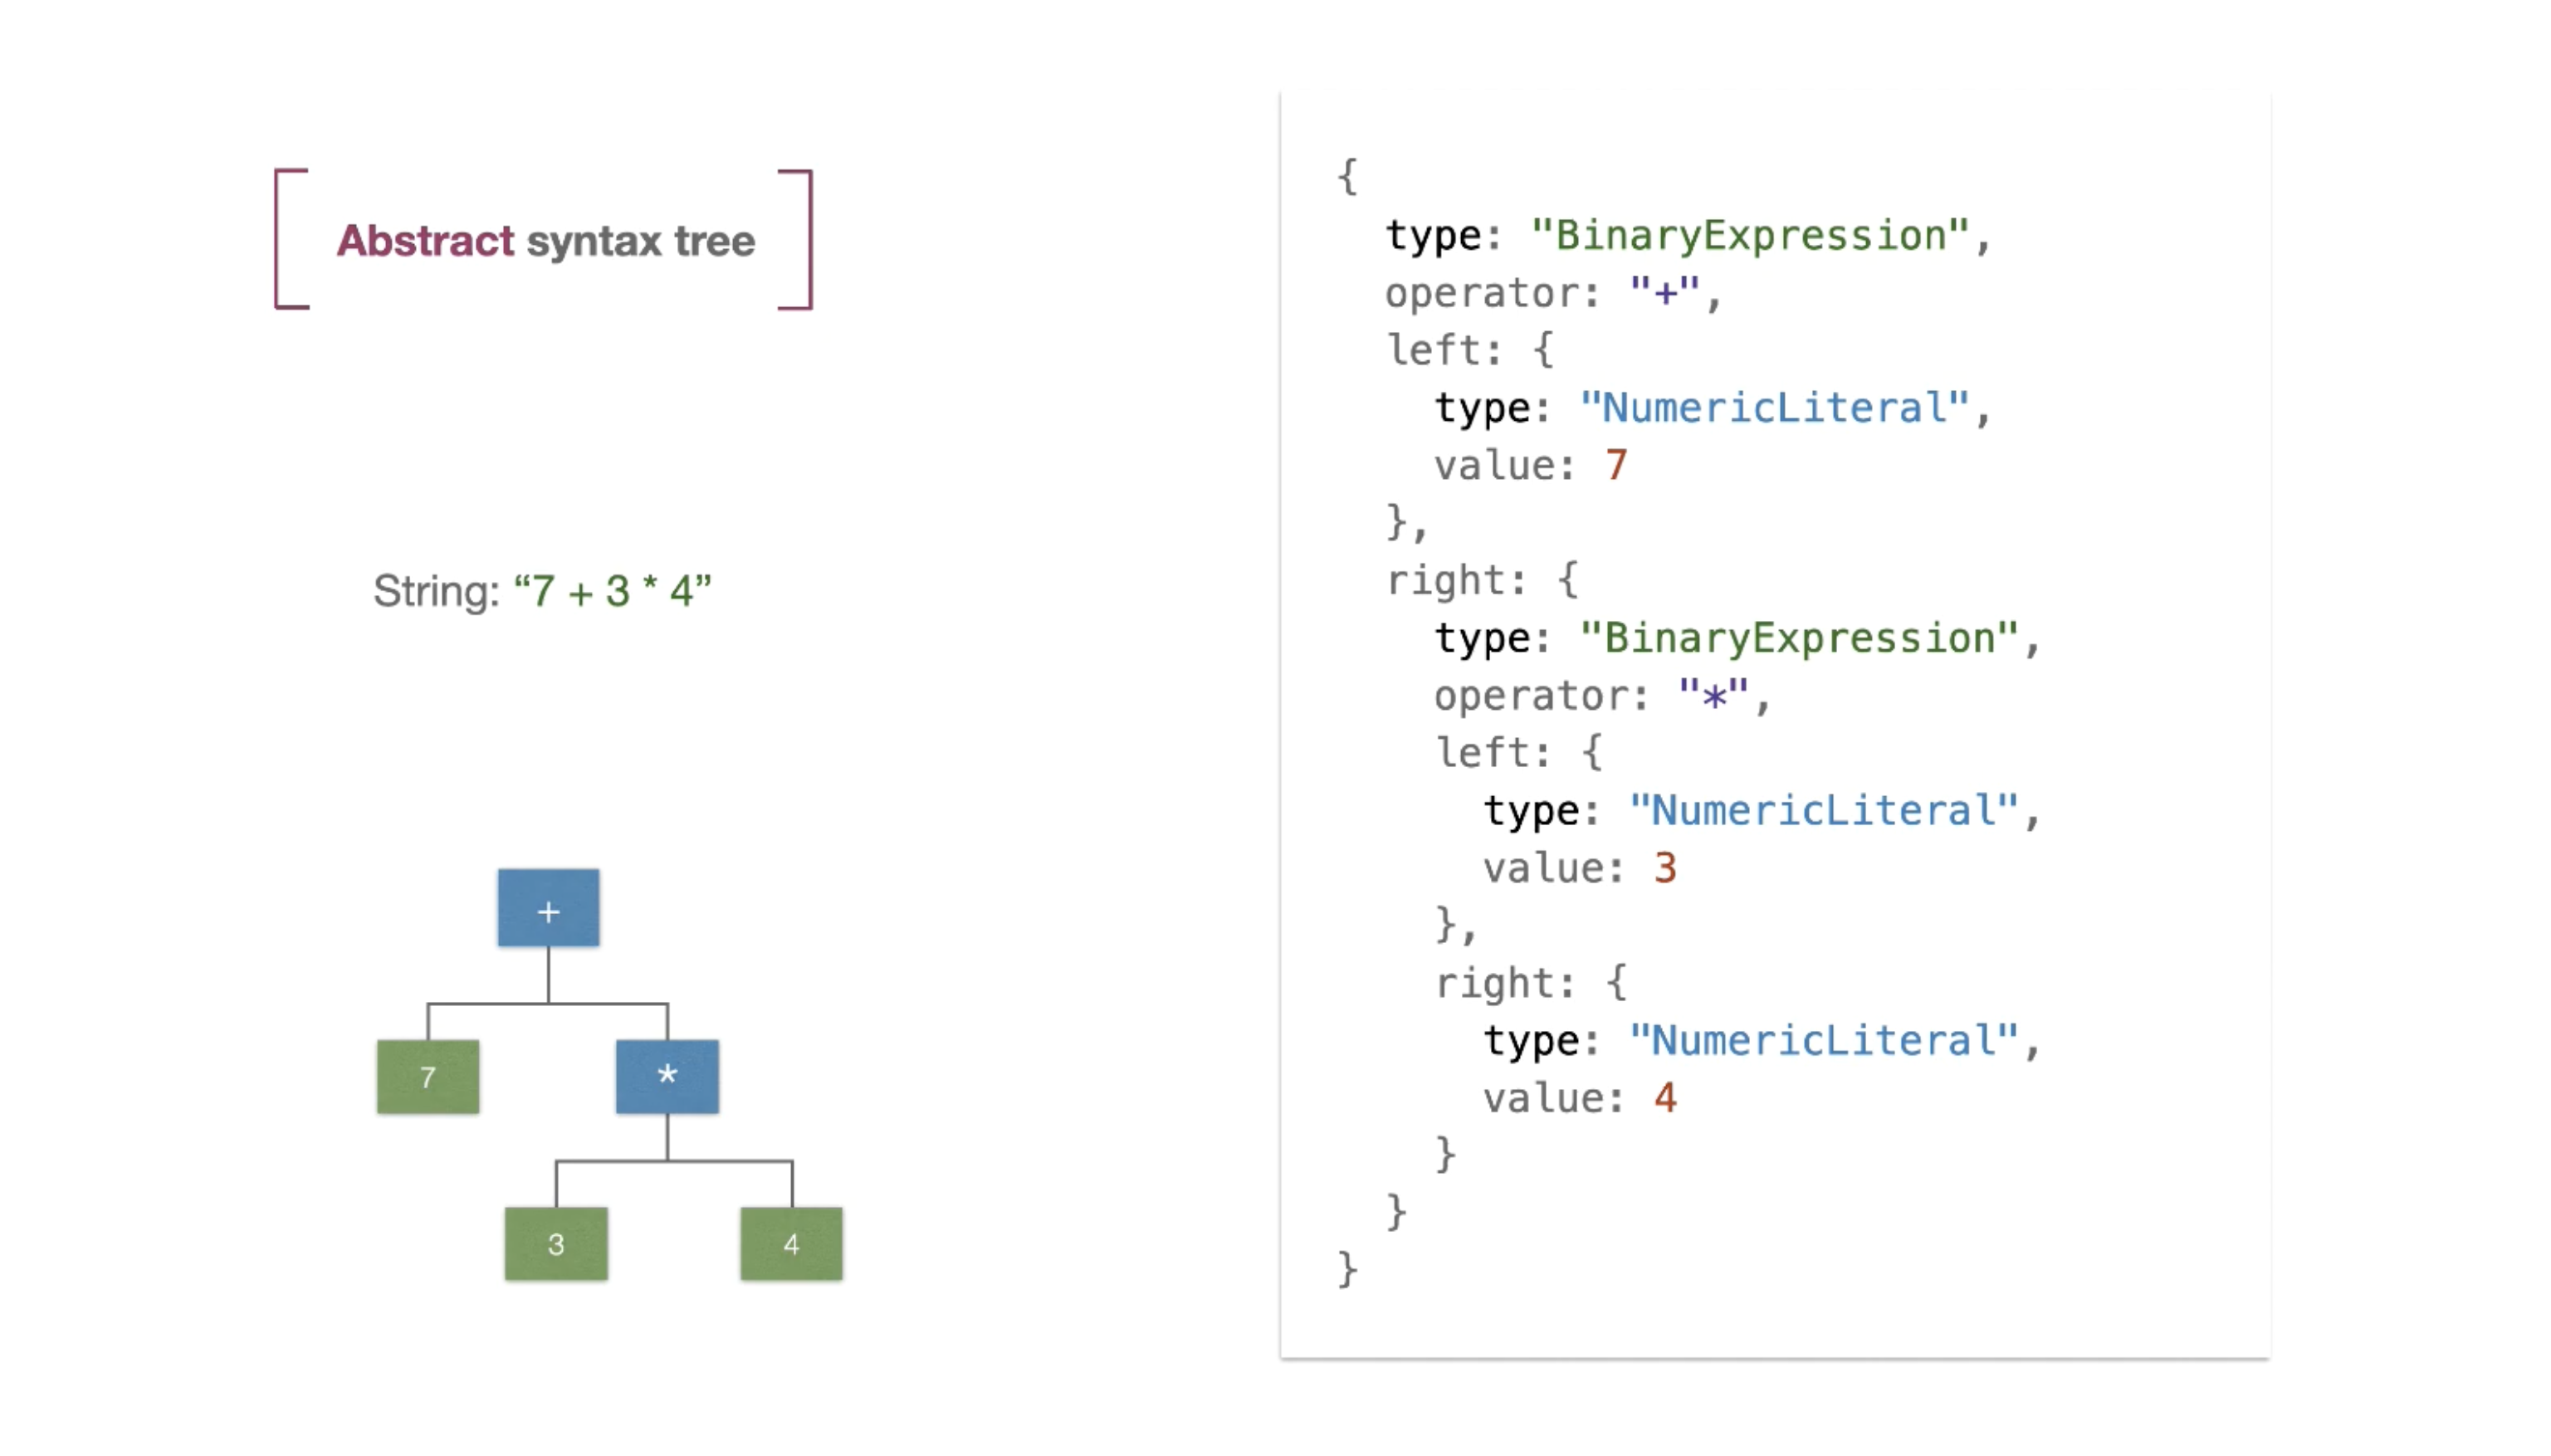 Abstract syntax tree
String: “7 + 3 * 4”
+
7
*
3
4
{
type: "BinaryExpression",
operator: "+",
left: {
type: "NumericLiteral",
value: 7
},
right: {
type: "BinaryExpression",
operator: "*",
left: {
type: "NumericLiteral",
value: 3
},
right: {
type: "NumericLiteral",
value: 4
}
}
}